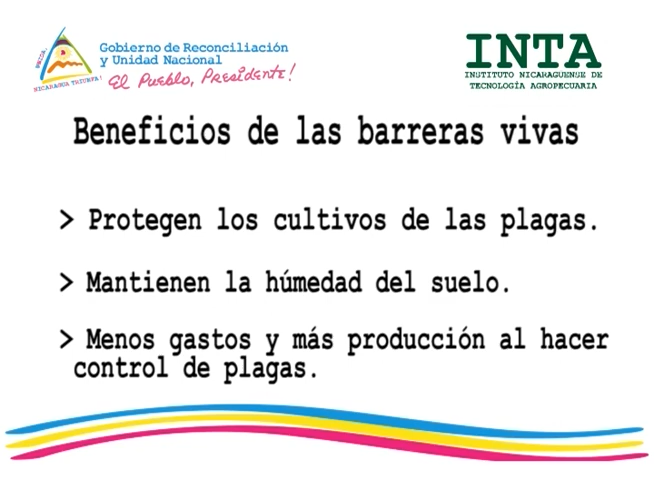 Gobierno de Reconciliación
y Unidad Nacional
El Pueblo, Presidente!
NICARAGUA TRIUNFA!
INTA
INSTITUTO NICARAGUENSE DE
TECNOLOGÍA AGROPECUARIA
Beneficios de las barreras vivas
> Protegen los cultivos de las plagas.
> Mantienen la húmedad del suelo.
> Menos gastos y más producción al hacer
control de plagas.